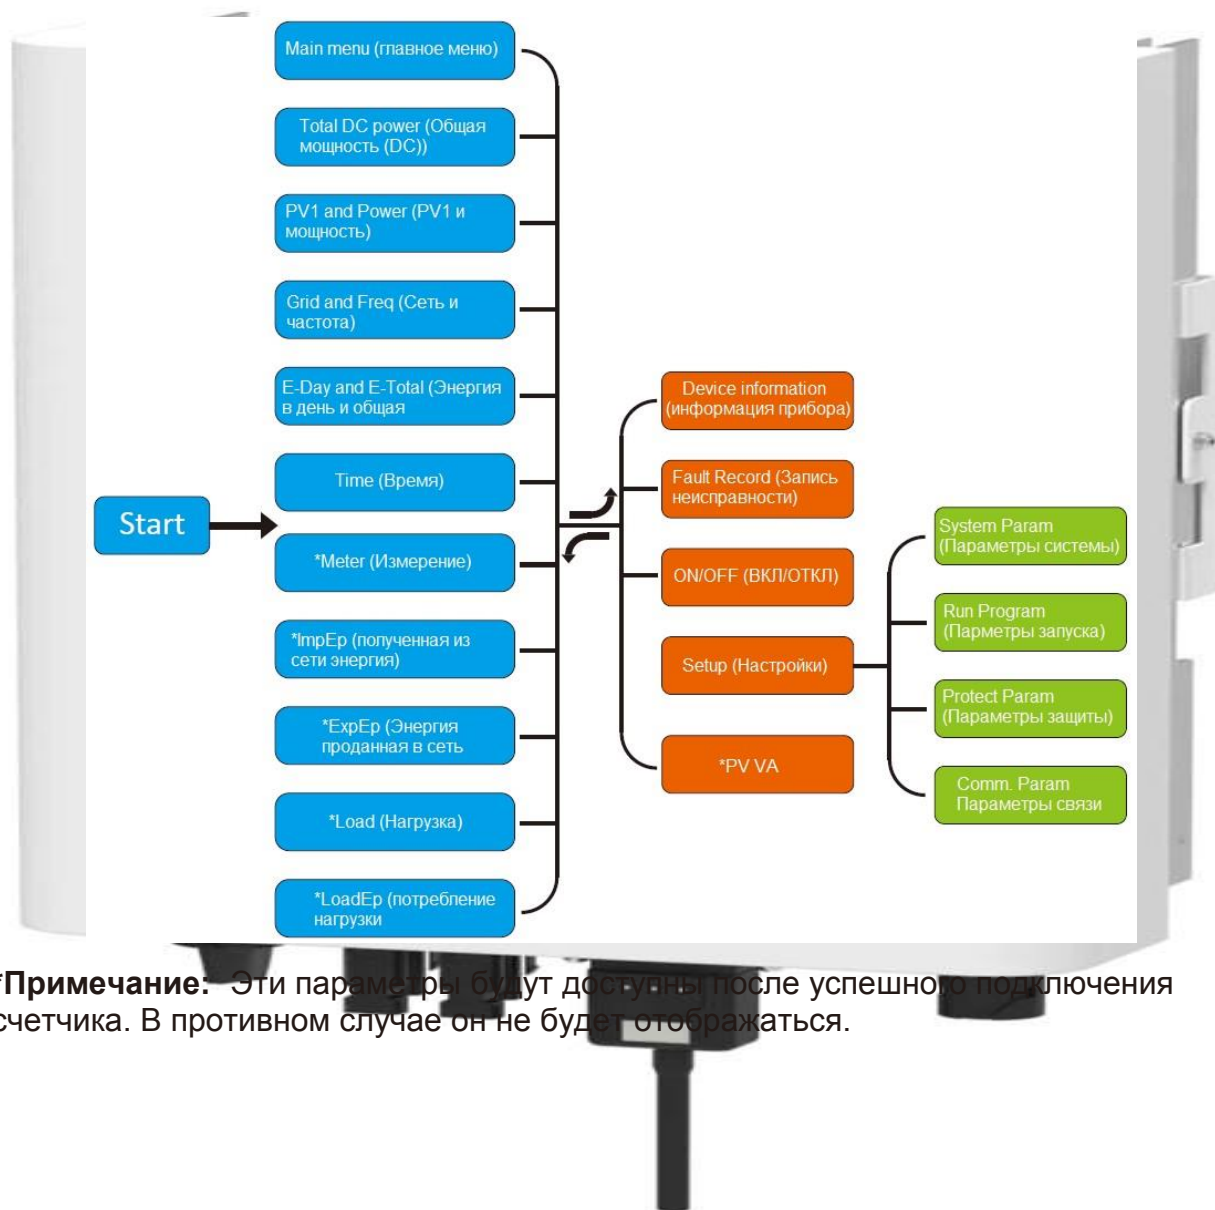 Main menu (главное меню)
Total DC power (Общая
мощность (DC))
PV1 and Power (PV1 и
мощность)
Grid and Freq (Сеть и
частота)
E-Day and E-Total (Энергия
в день и общая
Time (Время)
Start
*Meter (Измерение)
*ImpEp (полученная из
сети энергия)
*ExpEp (Энергия
проданная в сеть
*Load (Нагрузка)
*LoadEp (потребление
нагрузки
Device information
(информация прибора)
Fault Record (Запись
неисправности)
ON/OFF (ВКЛ/ОТКЛ)
Setup (Настройки)
*PV VA
System Param
(Параметры системы)
Run Program
(Парметры запуска)
Protect Param
(Параметры защиты)
Comm. Param
Параметры связи
*Примечание: Эти параметры будут доступны после успешного подключения
счетчика. В противном случае он не будет отображаться.